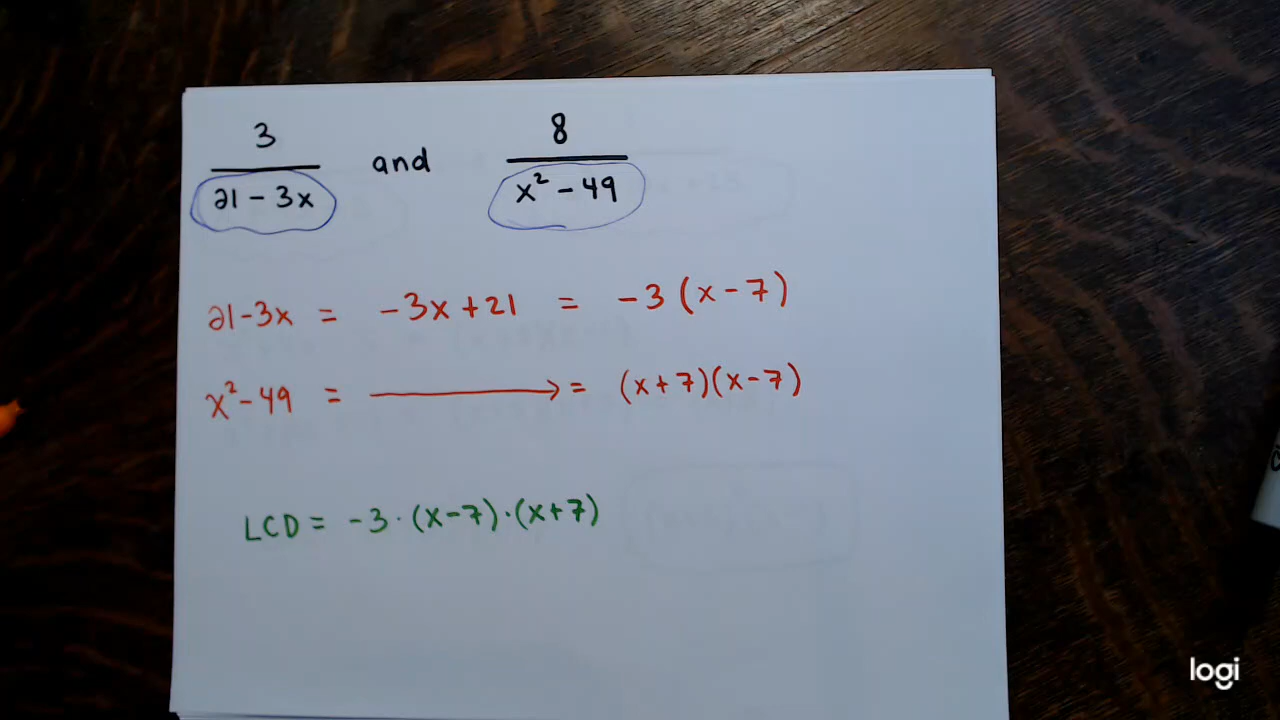 3/(21 - 3x) and 8/(x² - 49)
21-3x = -3x+21 = -3(x-7)
x²-49 = ⟶ = (x+7)(x-7)
LCD = -3·(x-7)·(x+7)
logi